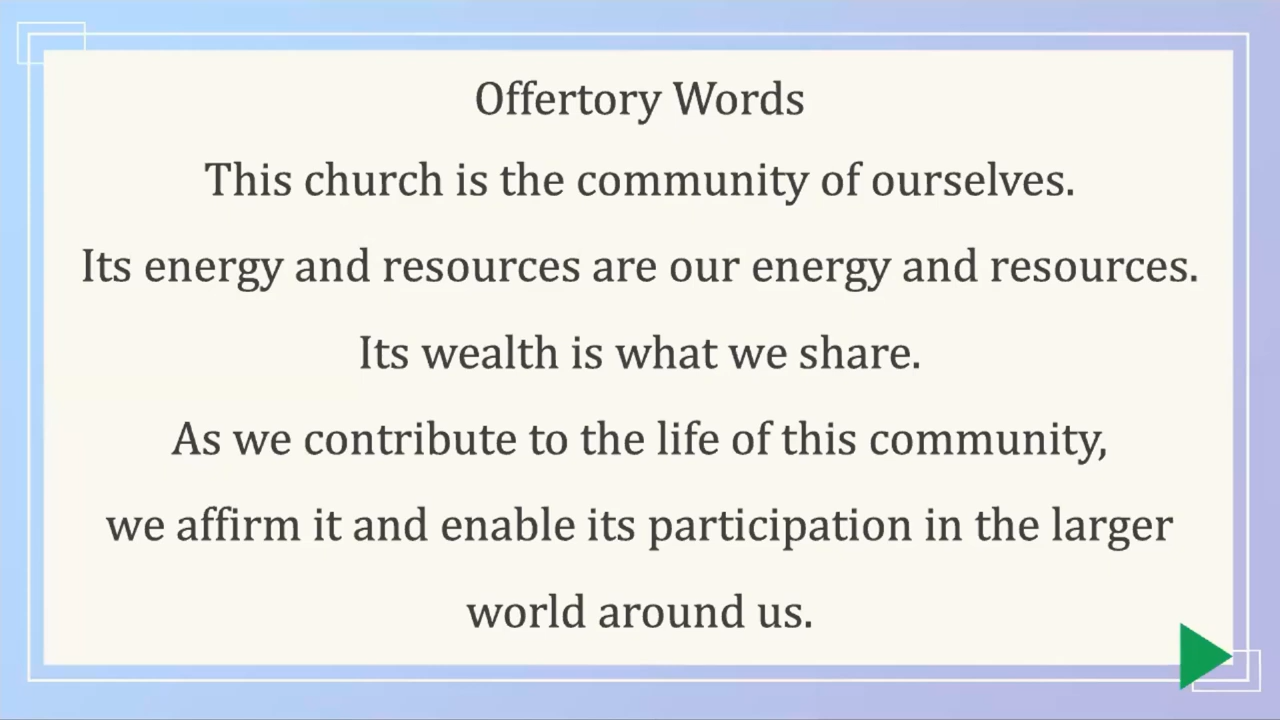 Offertory Words
This church is the community of ourselves.
Its energy and resources are our energy and resources.
Its wealth is what we share.
As we contribute to the life of this community,
we affirm it and enable its participation in the larger
world around us.